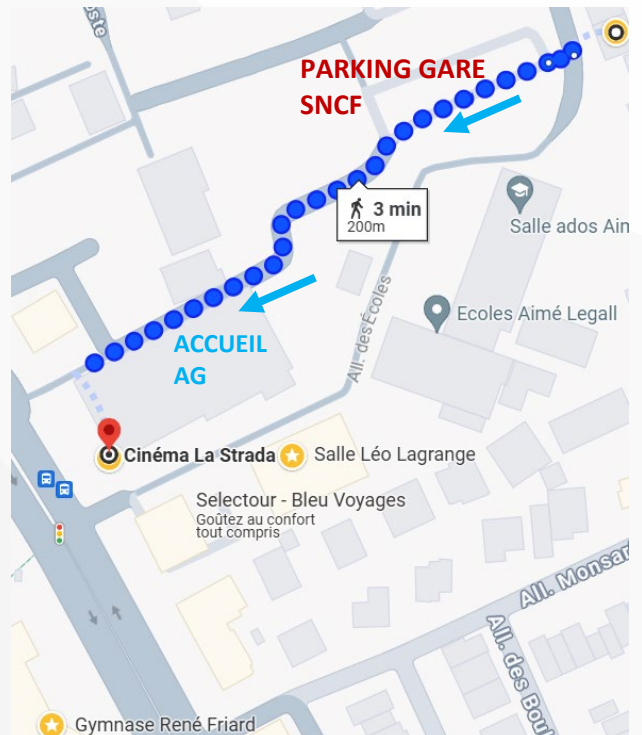 PARKING GARE
SNCF
3 min
200m
Salle ados Aim
Ecoles Aimé Legall
All. des Écoles
ACCUEIL
AG
Cinéma La Strada
Salle Léo Lagrange
Selectour - Bleu Voyages
Goûtez au confort
tout compris
All. Monsar
All. des Bou
Gymnase René Friard